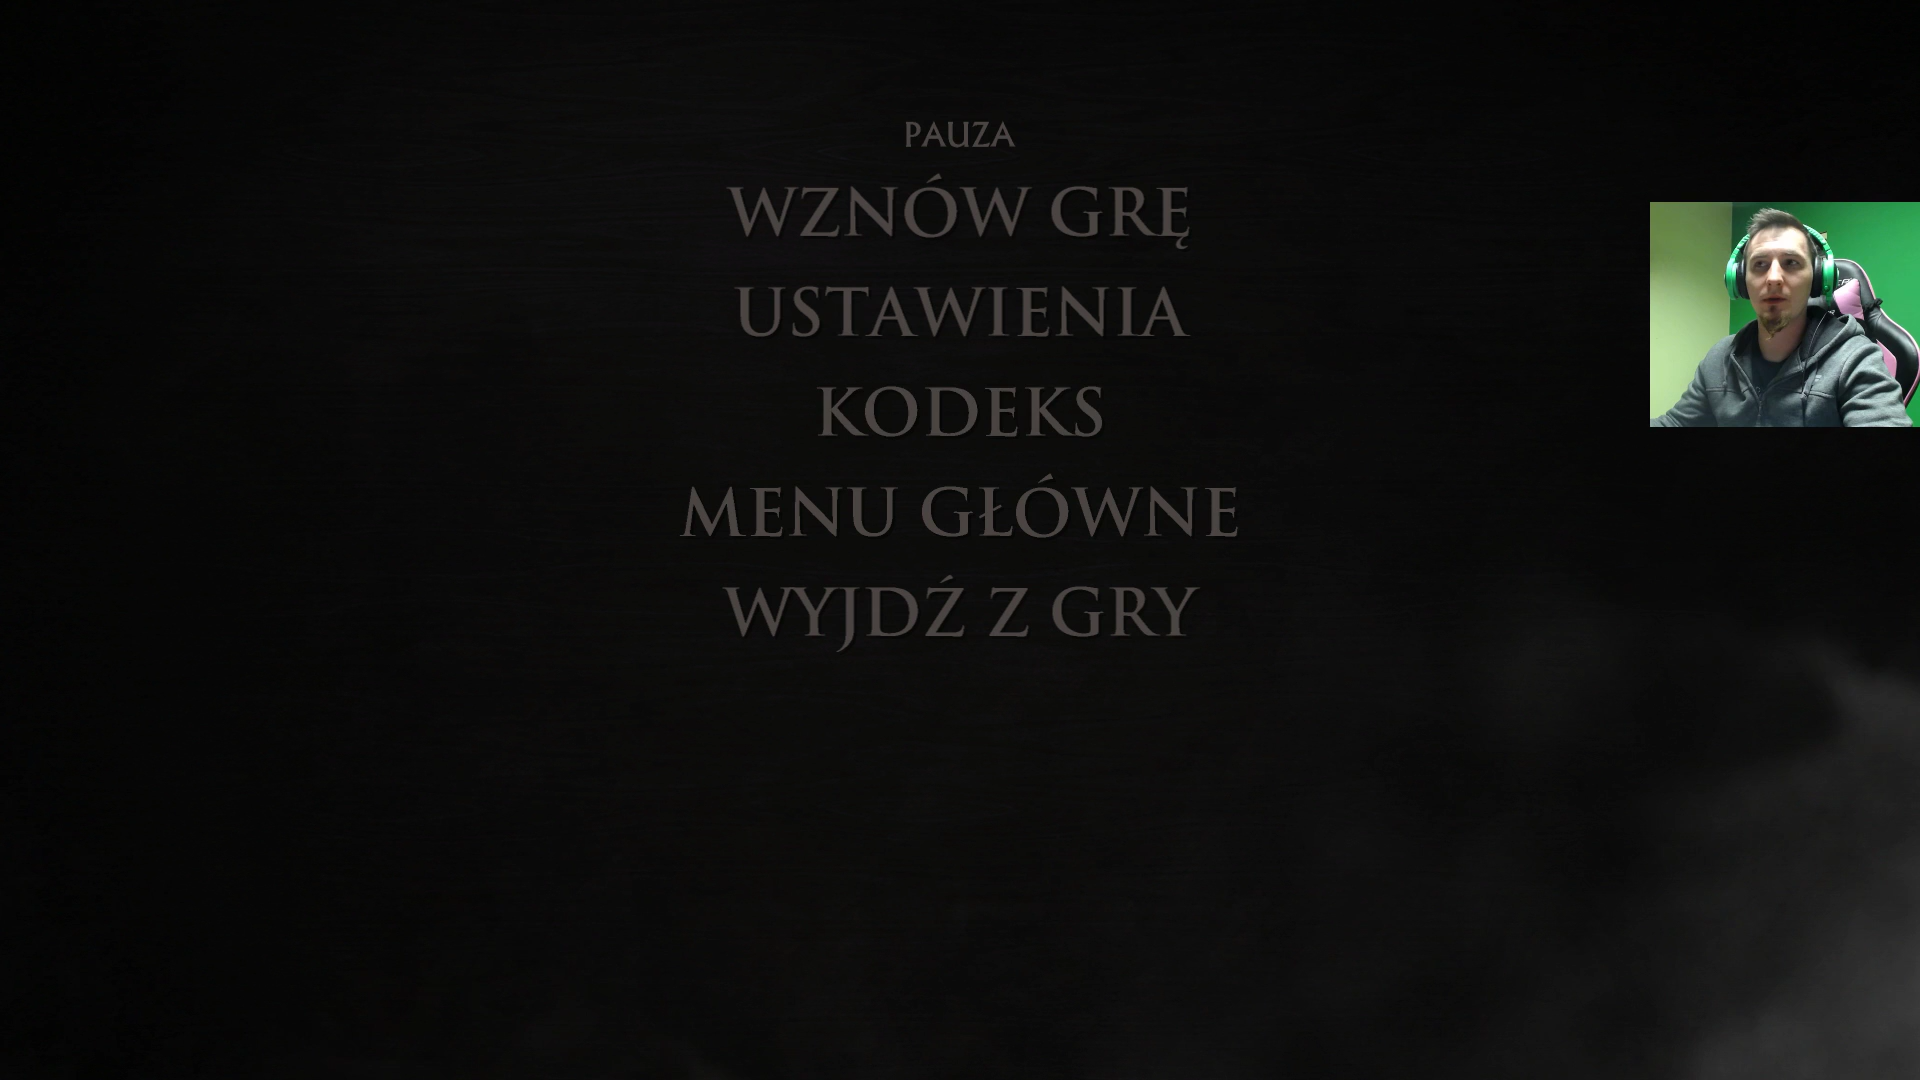 PAUZA
WZNÓW GRĘ
USTAWIENIA
KODEKS
MENU GŁÓWNE
WYJDŹ Z GRY